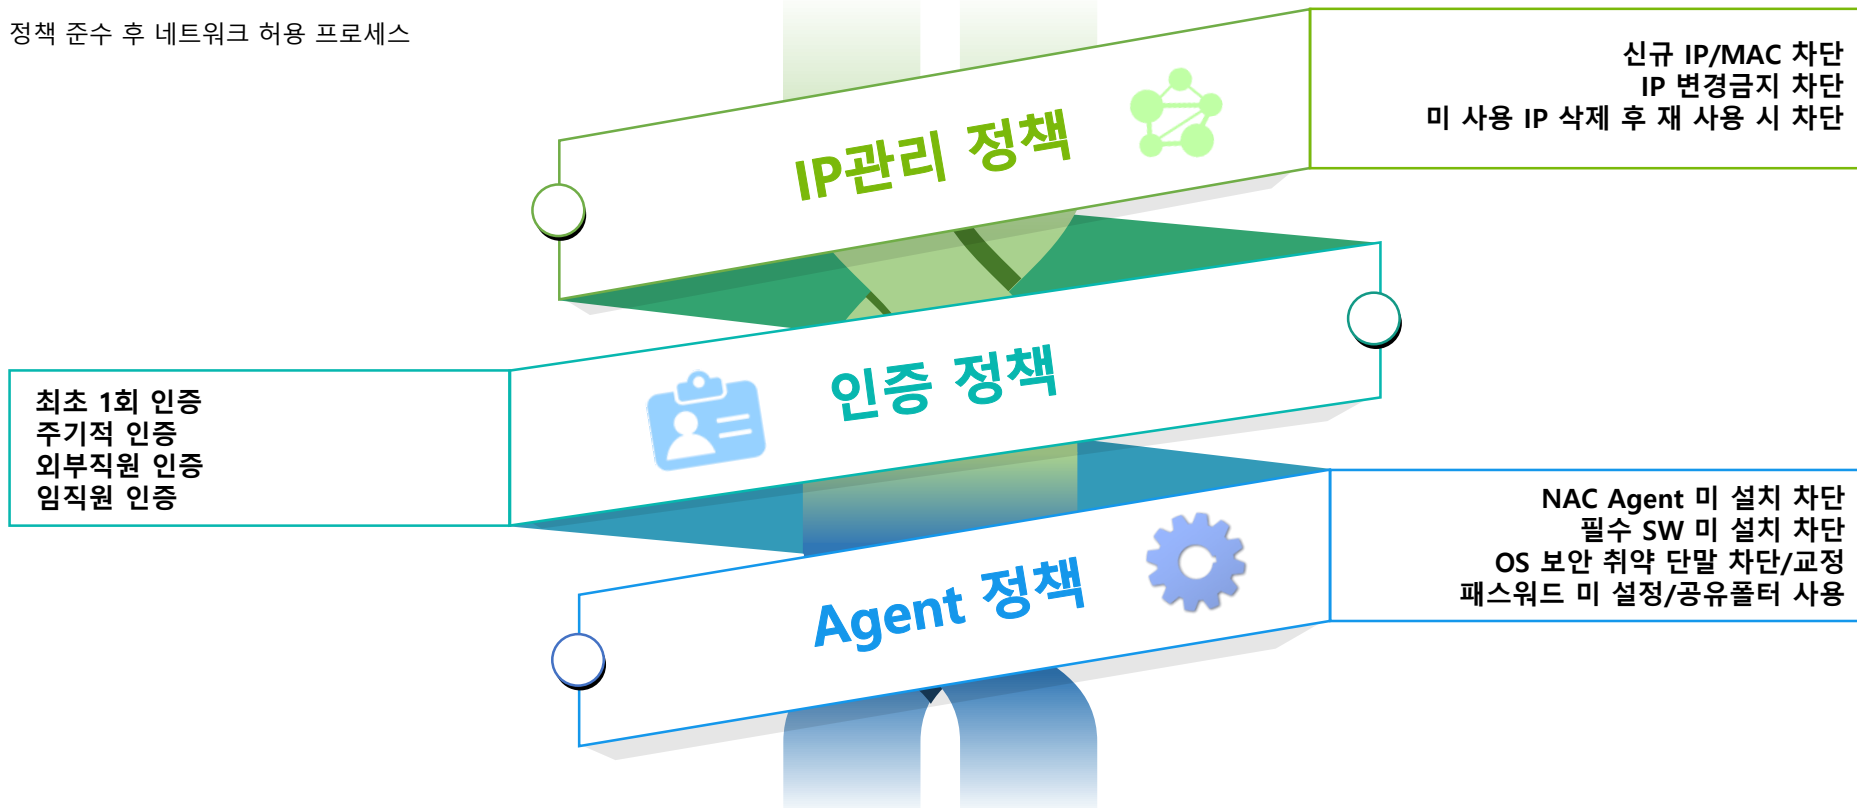 정책 준수 후 네트워크 허용 프로세스
IP관리 정책
신규 IP/MAC 차단
IP 변경금지 차단
미 사용 IP 삭제 후 재 사용 시 차단
인증 정책
최초 1회 인증
주기적 인증
외부직원 인증
임직원 인증
Agent 정책
NAC Agent 미 설치 차단
필수 SW 미 설치 차단
OS 보안 취약 단말 차단/교정
패스워드 미 설정/공유폴터 사용